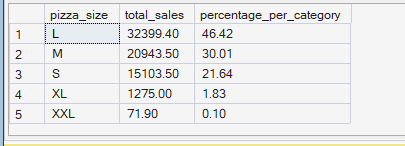 pizza_size total_sales percentage_per_category
1 L 32399.40 46.42
2 M 20943.50 30.01
3 S 15103.50 21.64
4 XL 1275.00 1.83
5 XXL 71.90 0.10